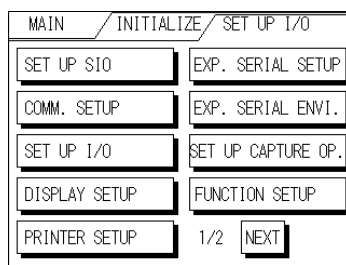 MAIN INITIALIZE SET UP I/O
SET UP SIO EXP. SERIAL SETUP
COMM. SETUP EXP. SERIAL ENVI.
SET UP I/O SET UP CAPTURE OP.
DISPLAY SETUP FUNCTION SETUP
PRINTER SETUP 1/2 NEXT